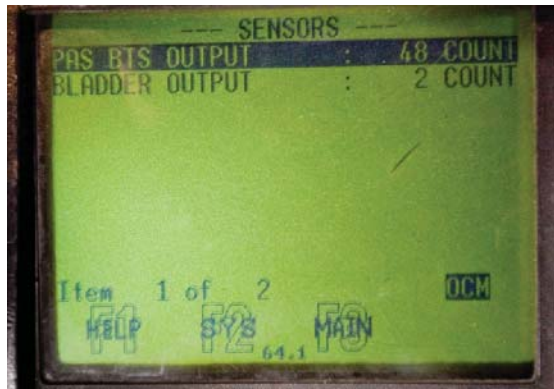 --- SENSORS ---
PAS BTS OUTPUT : 48 COUNT
BLADDER OUTPUT : 2 COUNT
Item 1 of 2 OCM
F1 F2 F3
HELP SYS MAIN
64.1